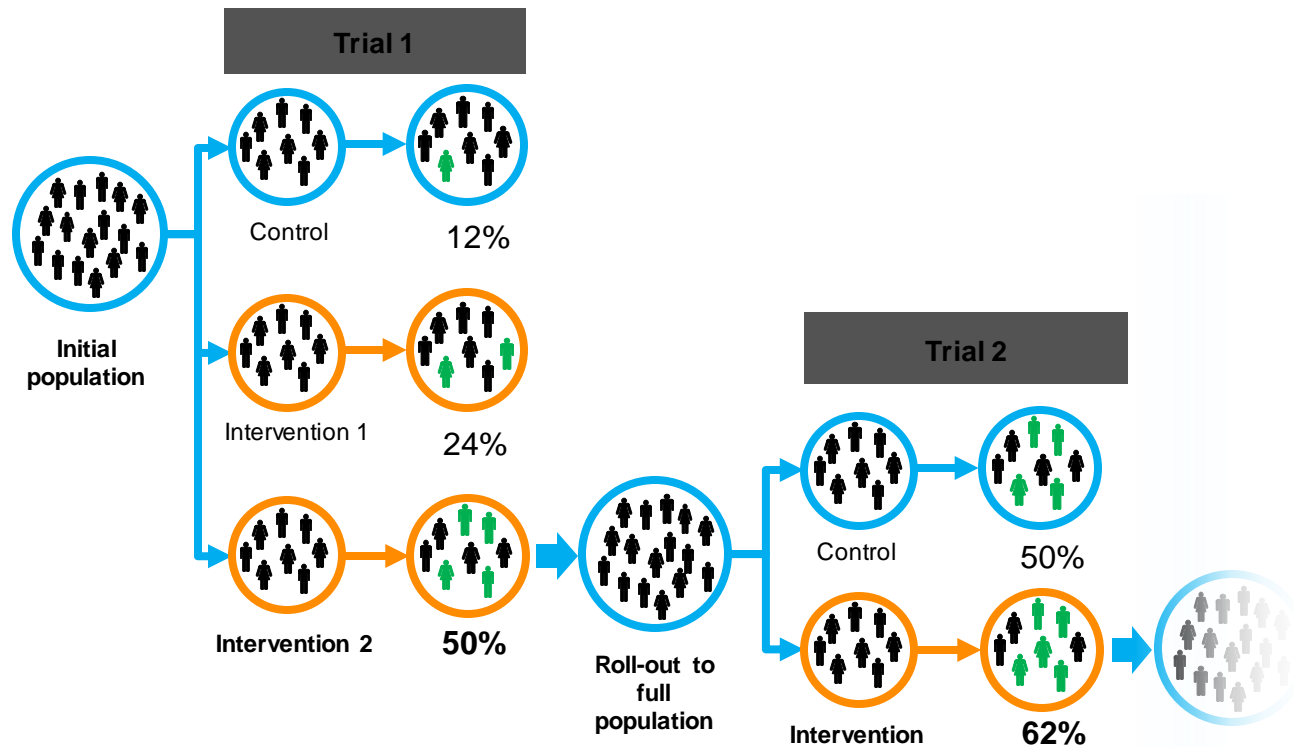 Trial 1
Control
12%
Initial
population
Intervention 1
24%
Intervention 2
50%
Roll-out to
full
population
Trial 2
Control
50%
Intervention
62%